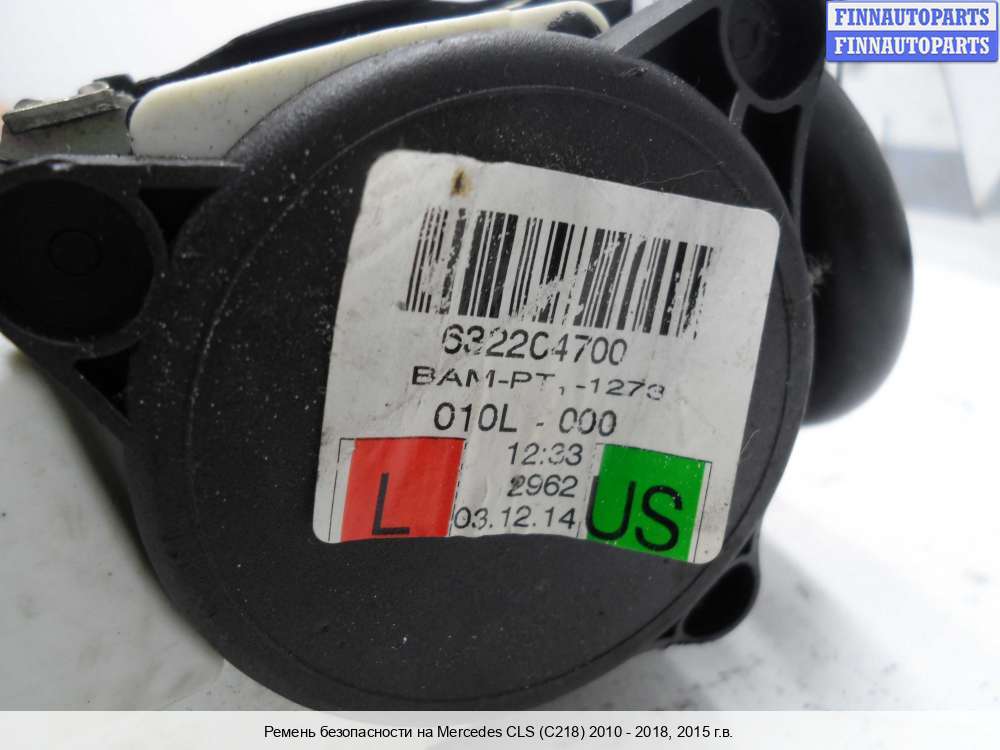 FINNAUTOPARTS
FINNAUTOPARTS
632204700
BAM-PT1-1273
010L - 000
12:33
2962
03.12.14
L
US
Ремень безопасности на Mercedes CLS (C218) 2010 - 2018, 2015 г.в.